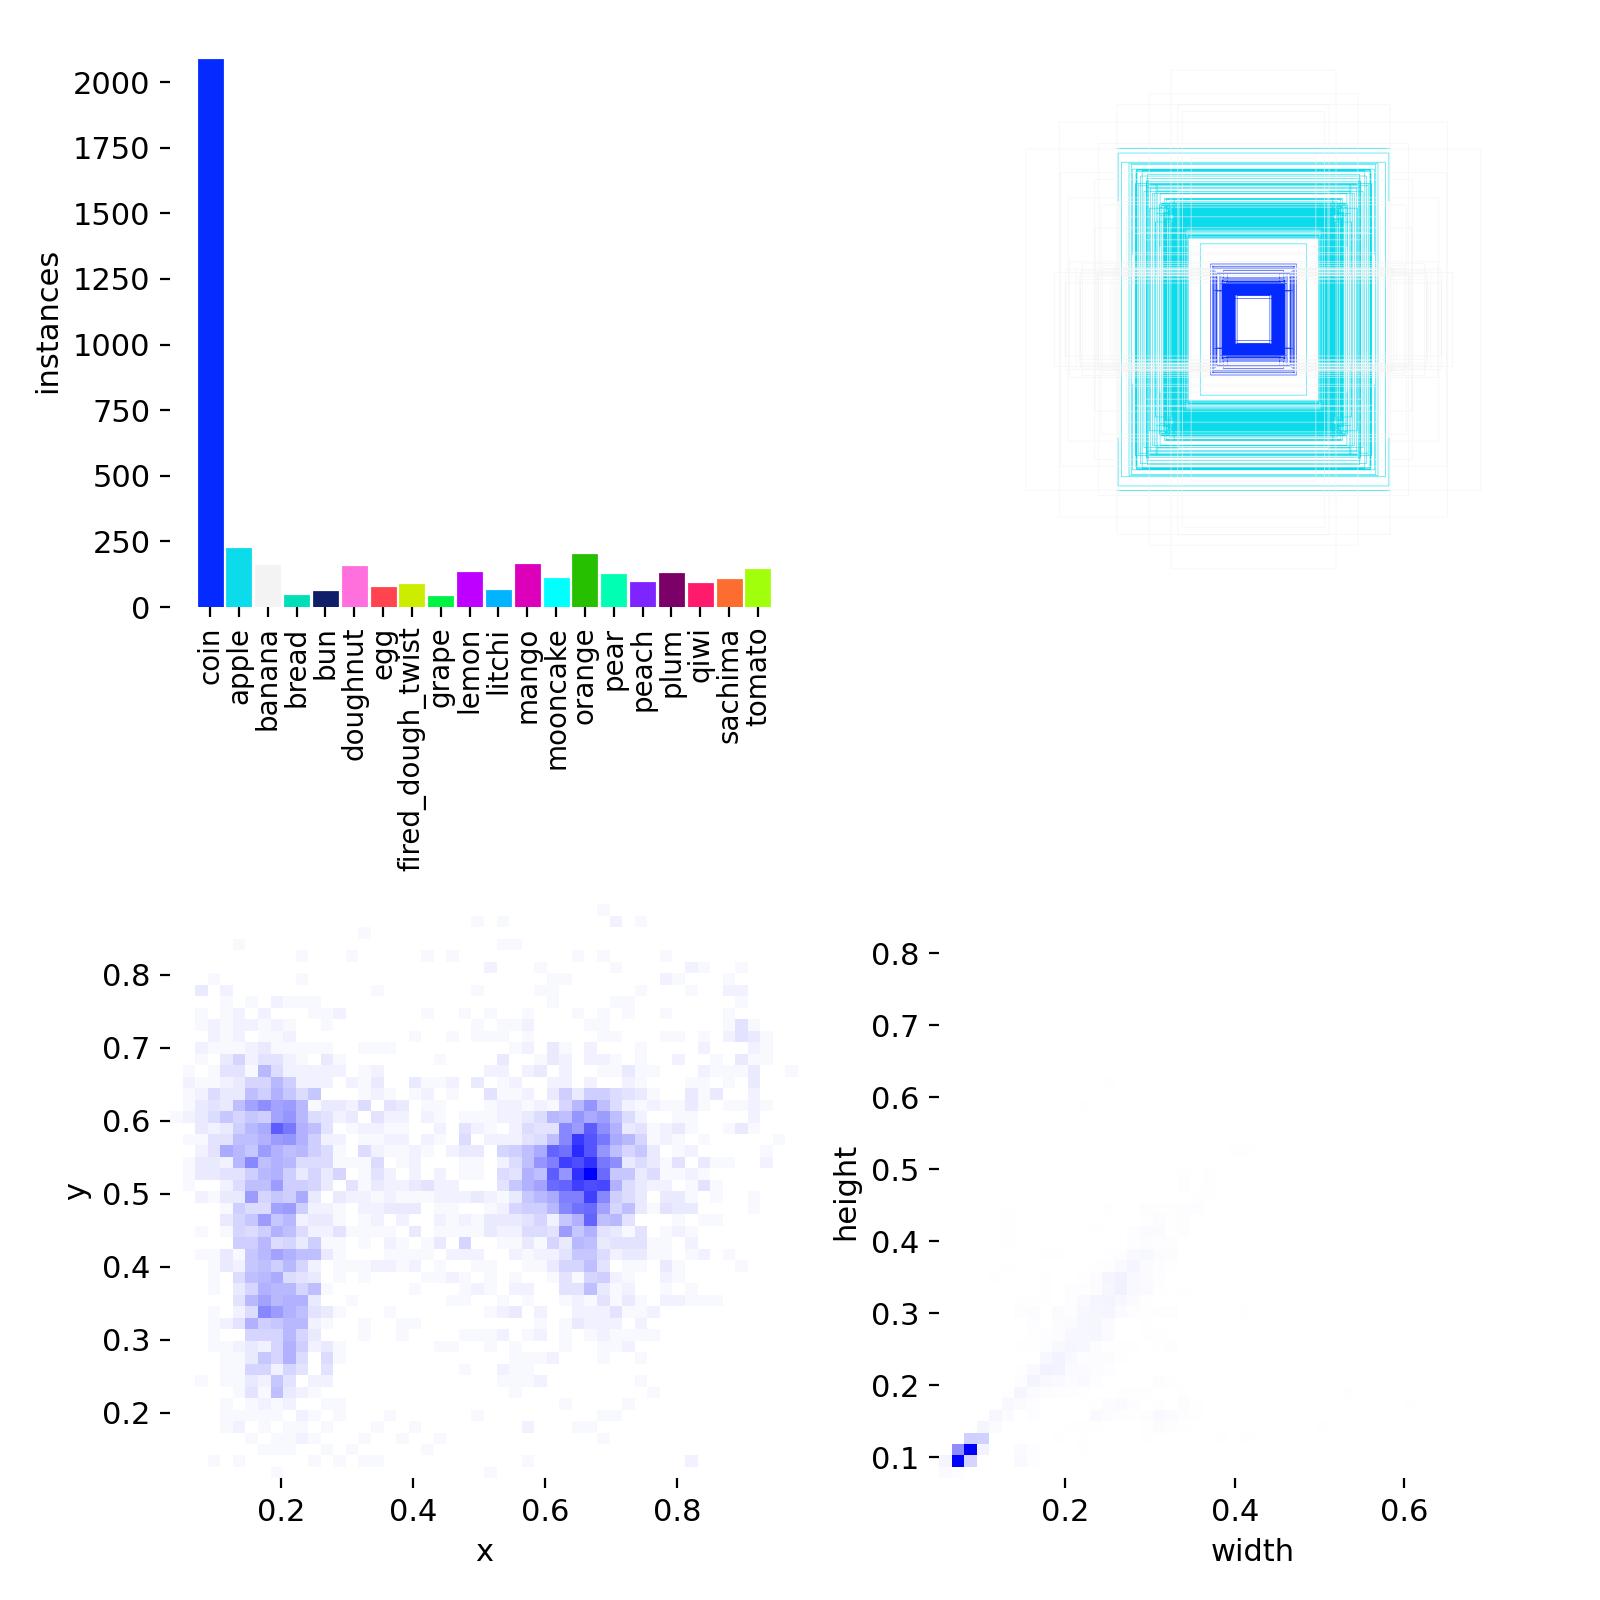 instances
2000
1750
1500
1250
1000
750
500
250
0
coin
apple
banana
bread
bun
doughnut
egg
fired_dough_twist
grape
lemon
litchi
mango
mooncake
orange
pear
peach
plum
qiwi
sachima
tomato
y
0.8
0.7
0.6
0.5
0.4
0.3
0.2
0.2 0.4 0.6 0.8
x
height
0.8
0.7
0.6
0.5
0.4
0.3
0.2
0.1
0.2 0.4 0.6
width